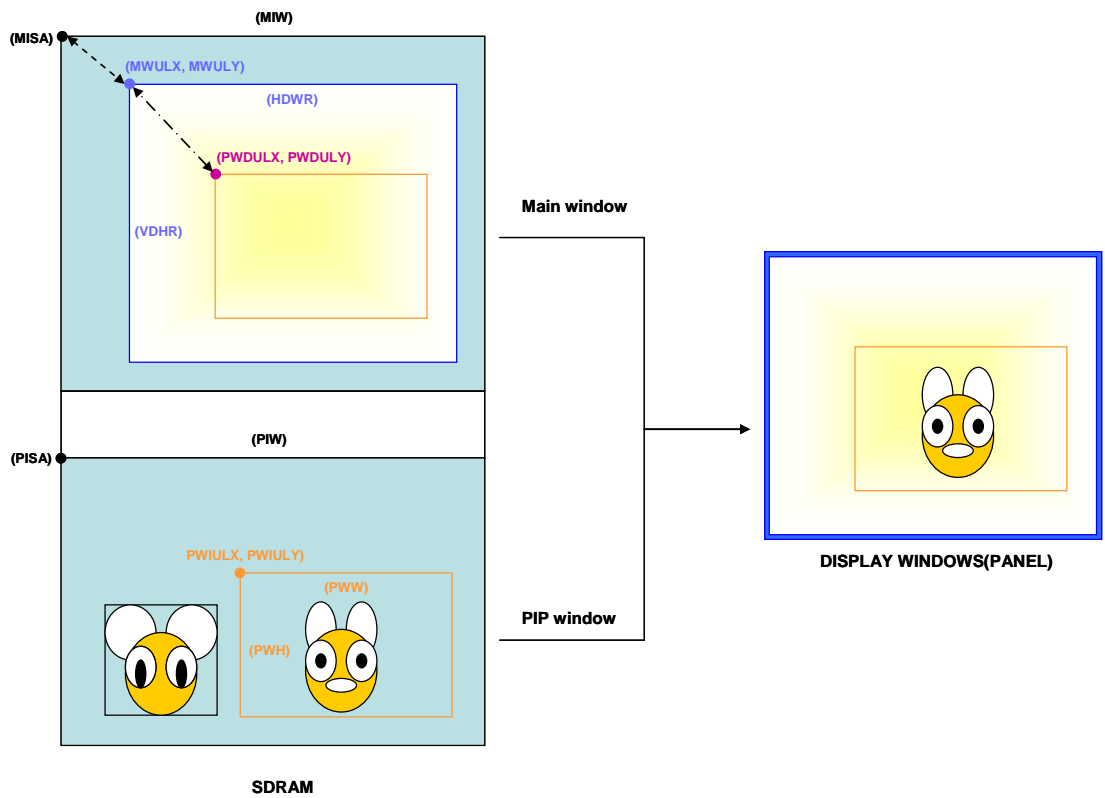 (MIW)
(MISA)
(MWULX, MWULY)
(HDWR)
(PWDULX, PWDULY)
(VDHR)
Main window
(PIW)
(PISA)
PWIULX, PWIULY)
(PWW)
(PWH)
PIP window
DISPLAY WINDOWS(PANEL)
SDRAM